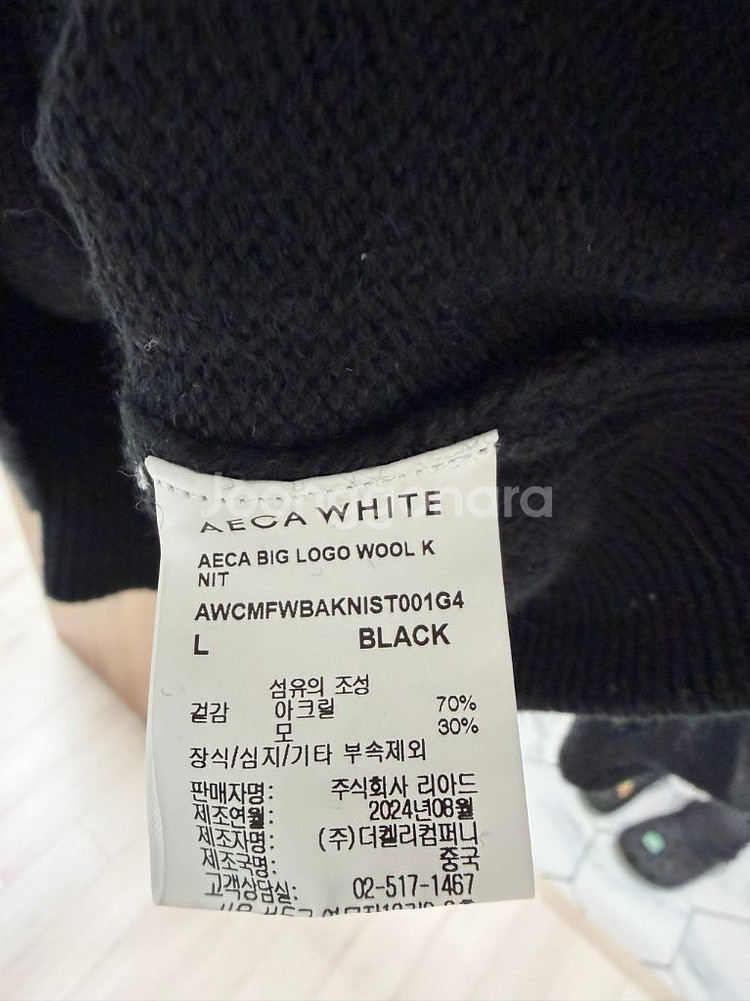 Joonggonara
AECA WHITE
AECA BIG LOGO WOOL K
NIT
AWCMFWBAKNIST001G4
L BLACK
섬유의 조성
겉감 아크릴 70%
모 30%
장식/심지/기타 부속제외
판매자명: 주식회사 리아드
제조연월: 2024년08월
제조자명: (주)더켈리컴퍼니
제조국명: 중국
고객상담실: 02-517-1467